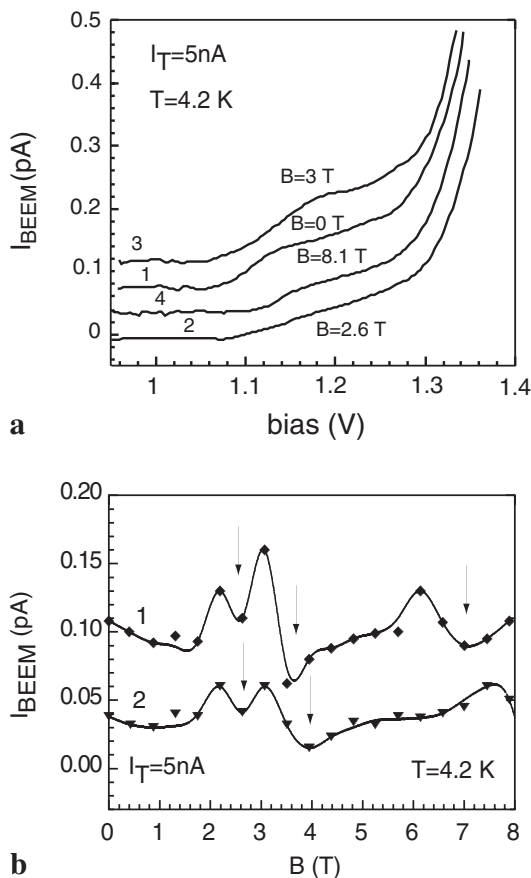 0.5
I_T=5nA
T=4.2 K
0.4
0.3
I_BEEM (pA)
B=3 T
0.2
B=0 T
3
B=8.1 T
0.1
1
4
2
0
B=2.6 T
1 1.1 1.2 1.3 1.4
a bias (V)
0.20
0.15
1
0.10
I_BEEM (pA)
0.05
2
0.00
I_T=5nA T=4.2 K
0 1 2 3 4 5 6 7 8
b B (T)